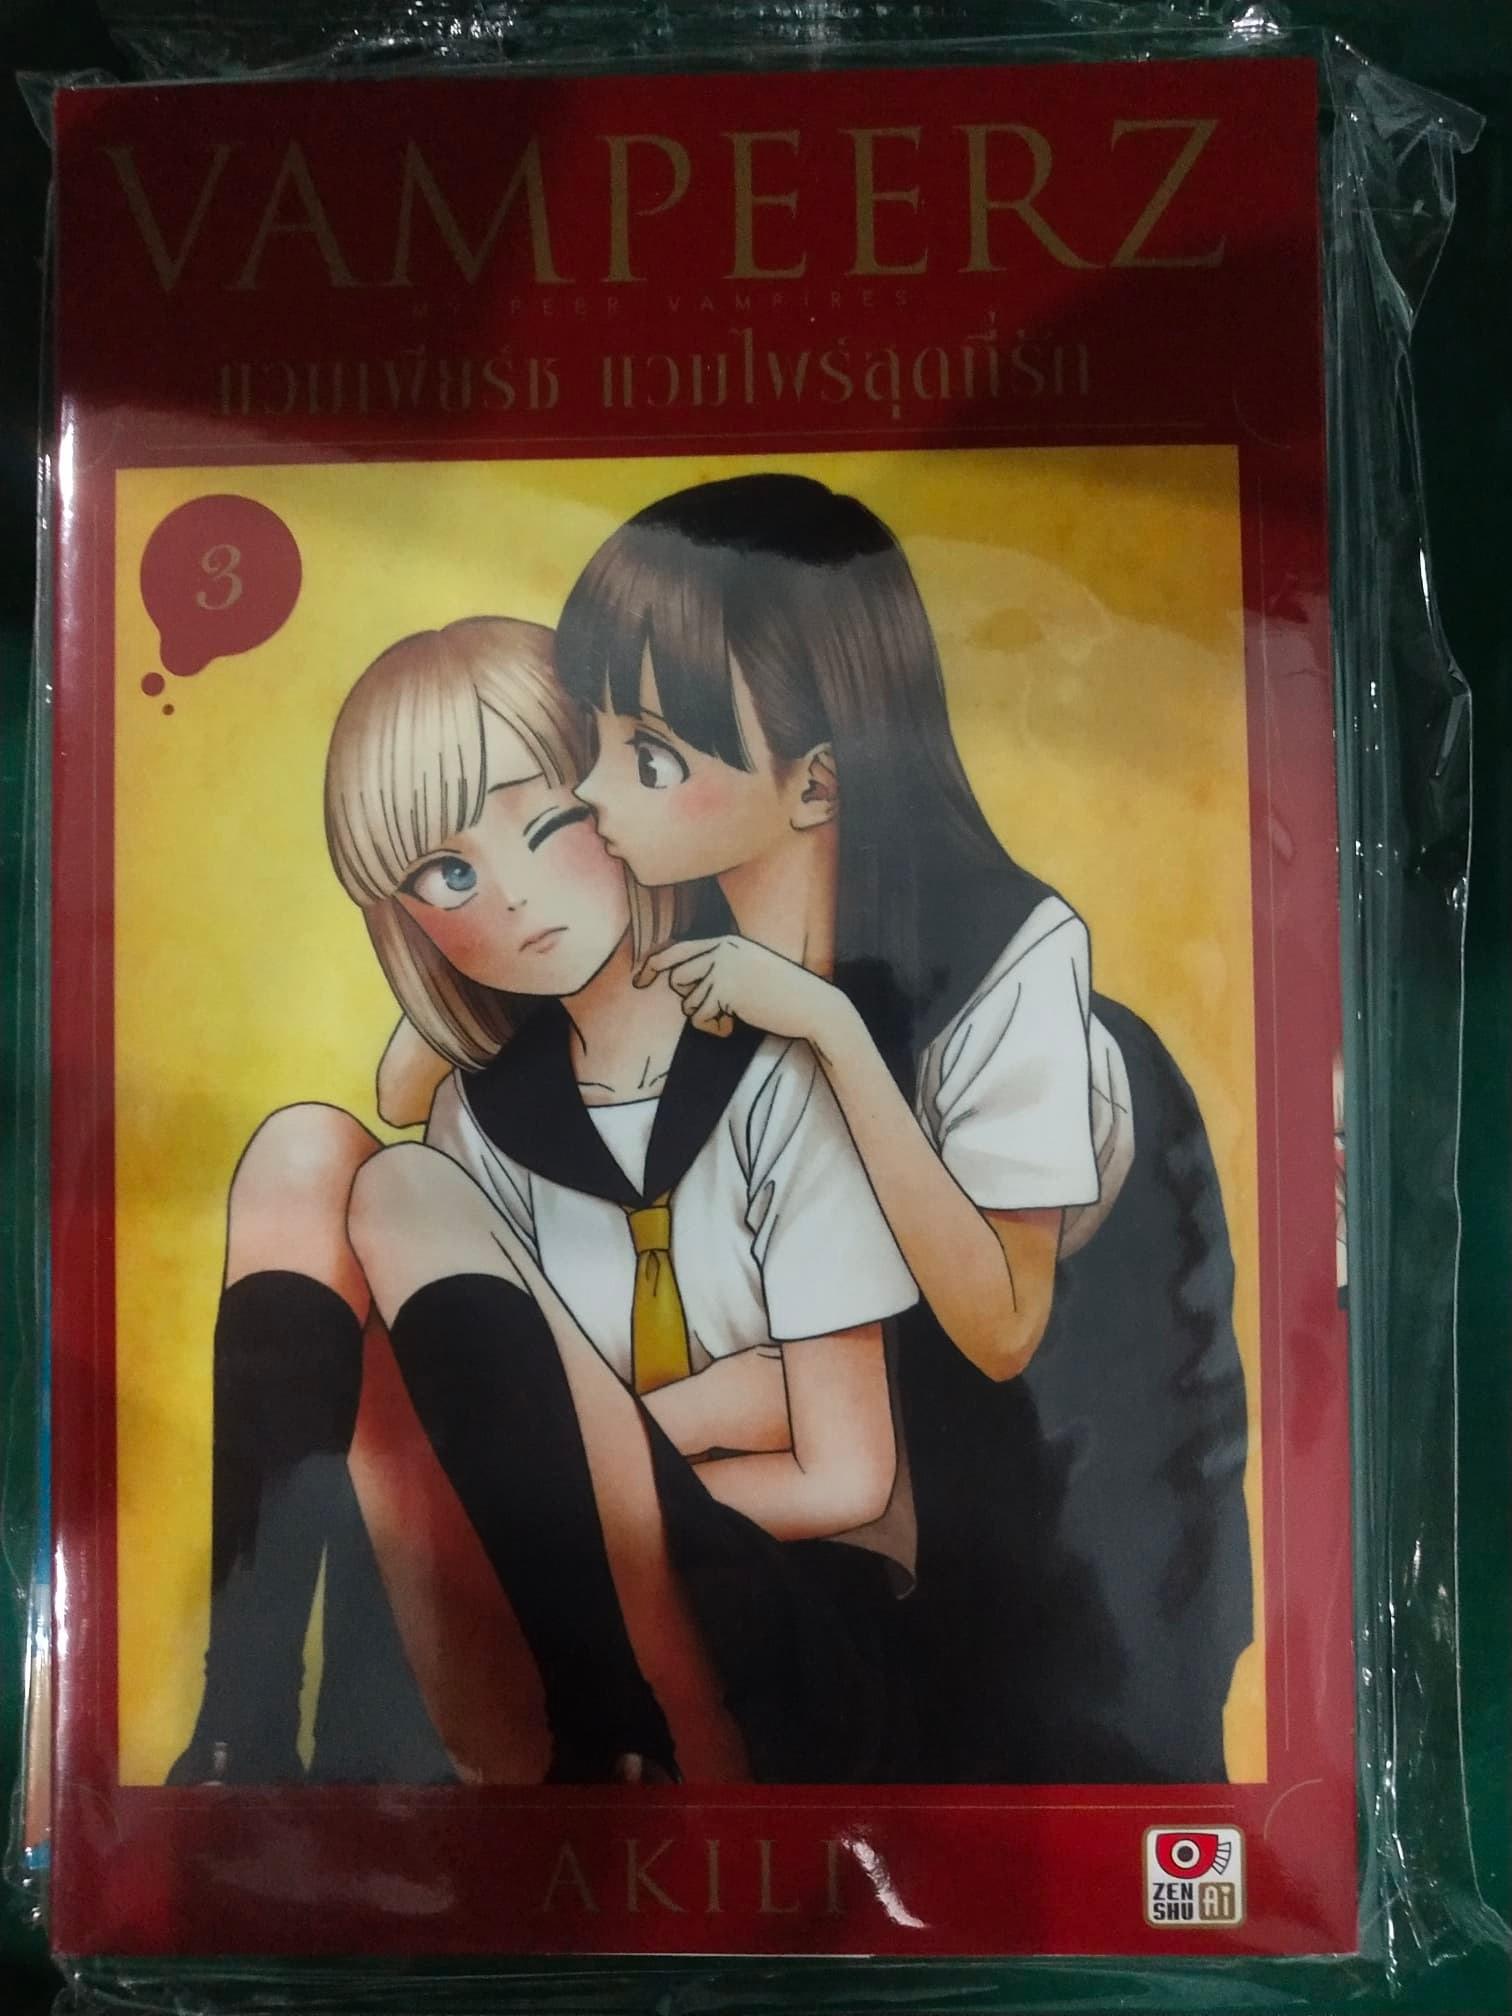 VAMPEERZ
MY PEER VAMPIRES
แวมเพียร์ซ แวมไพร์สุดที่รัก
3
AKILI
ZEN
SHU Ai